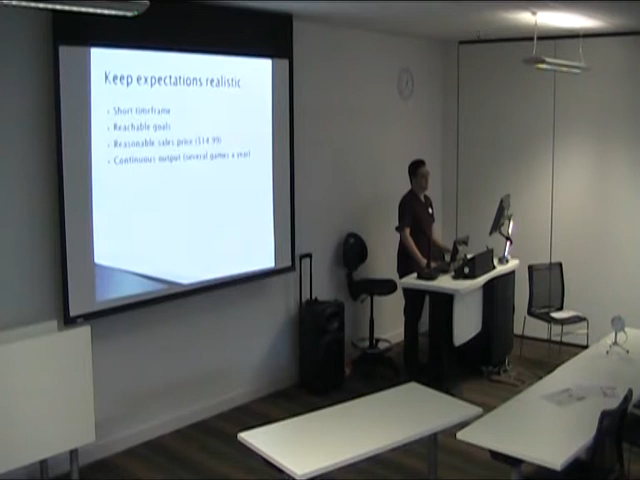 Keep expectations realistic
• Short timeframe
• Reachable goals
• Reasonable sales price ($14.99)
• Continuous output (several games a year)